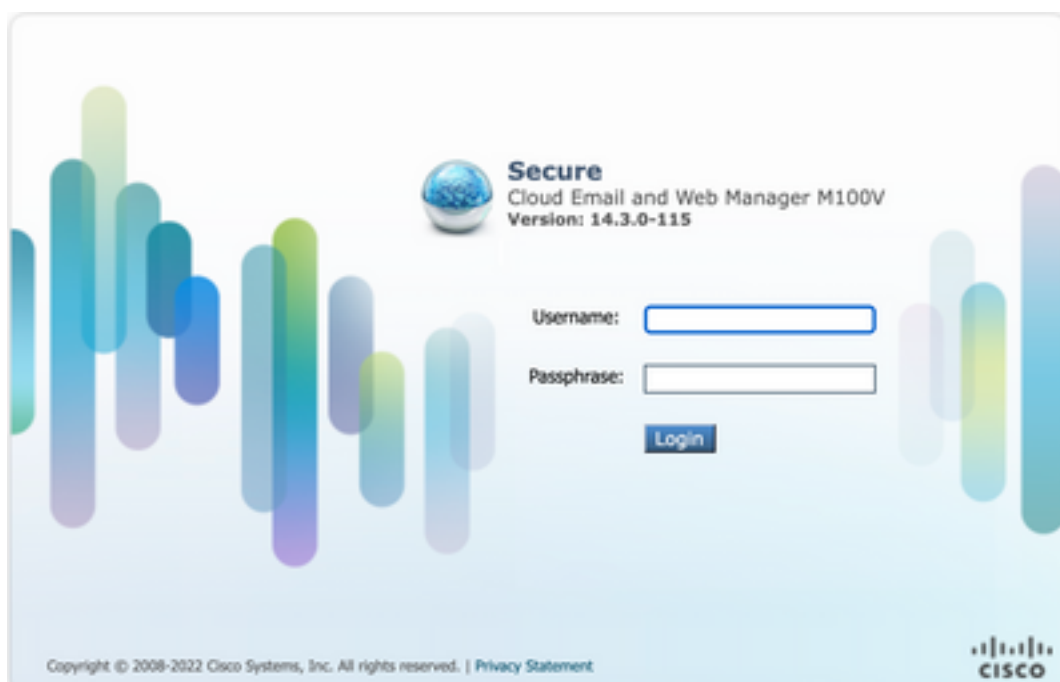 Secure
Cloud Email and Web Manager M100V
Version: 14.3.0-115
Username:
Passphrase:
Login
Copyright © 2008-2022 Cisco Systems, Inc. All rights reserved. | Privacy Statement
CISCO